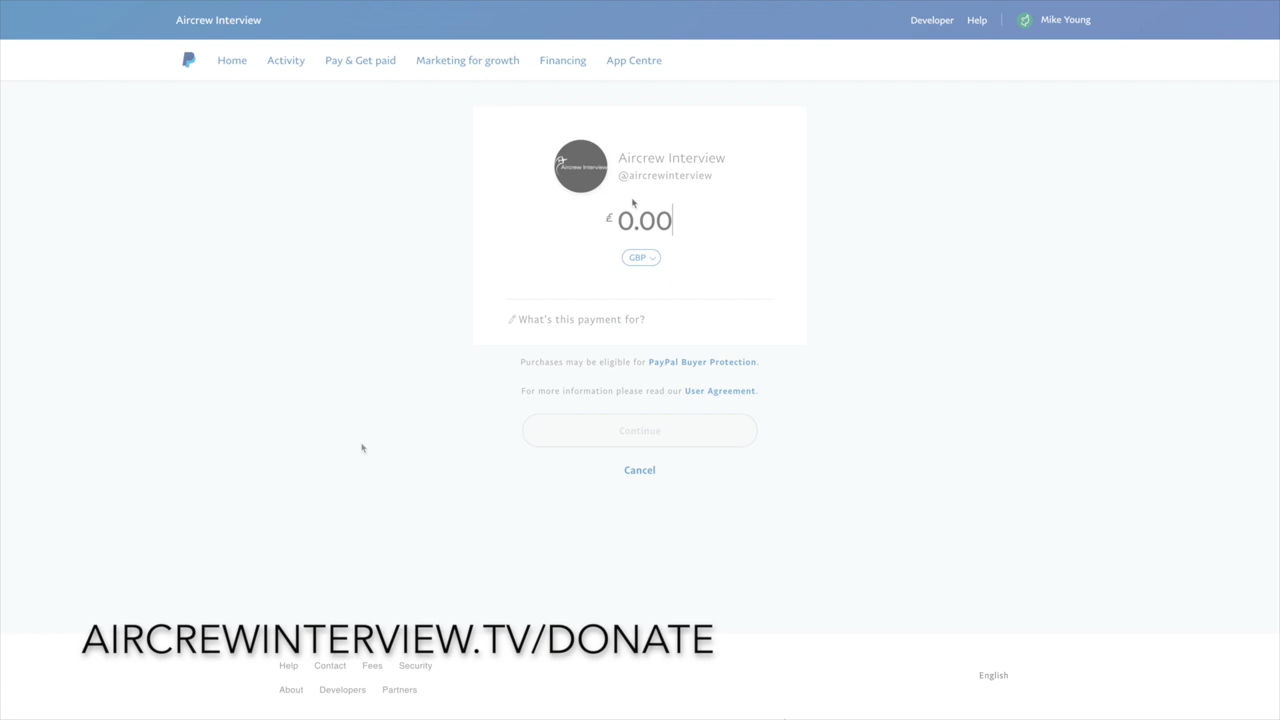 Aircrew Interview
Developer Help Mike Young
Home Activity Pay & Get paid Marketing for growth Financing App Centre
Aircrew Interview
Aircrew Interview
@aircrewinterview
£ 0.00
GBP
What's this payment for?
Purchases may be eligible for PayPal Buyer Protection.
For more information please read our User Agreement.
Continue
Cancel
AIRCREWINTERVIEW.TV/DONATE
Help Contact Fees Security
About Developers Partners
English